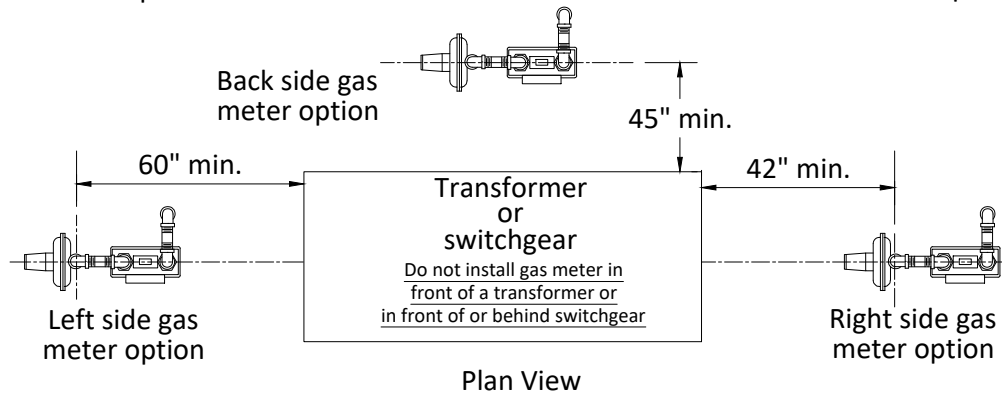 Back side gas
meter option
45" min.
60" min.
42" min.
Transformer
or
switchgear
Do not install gas meter in
front of a transformer or
in front of or behind switchgear
Left side gas
meter option
Right side gas
meter option
Plan View